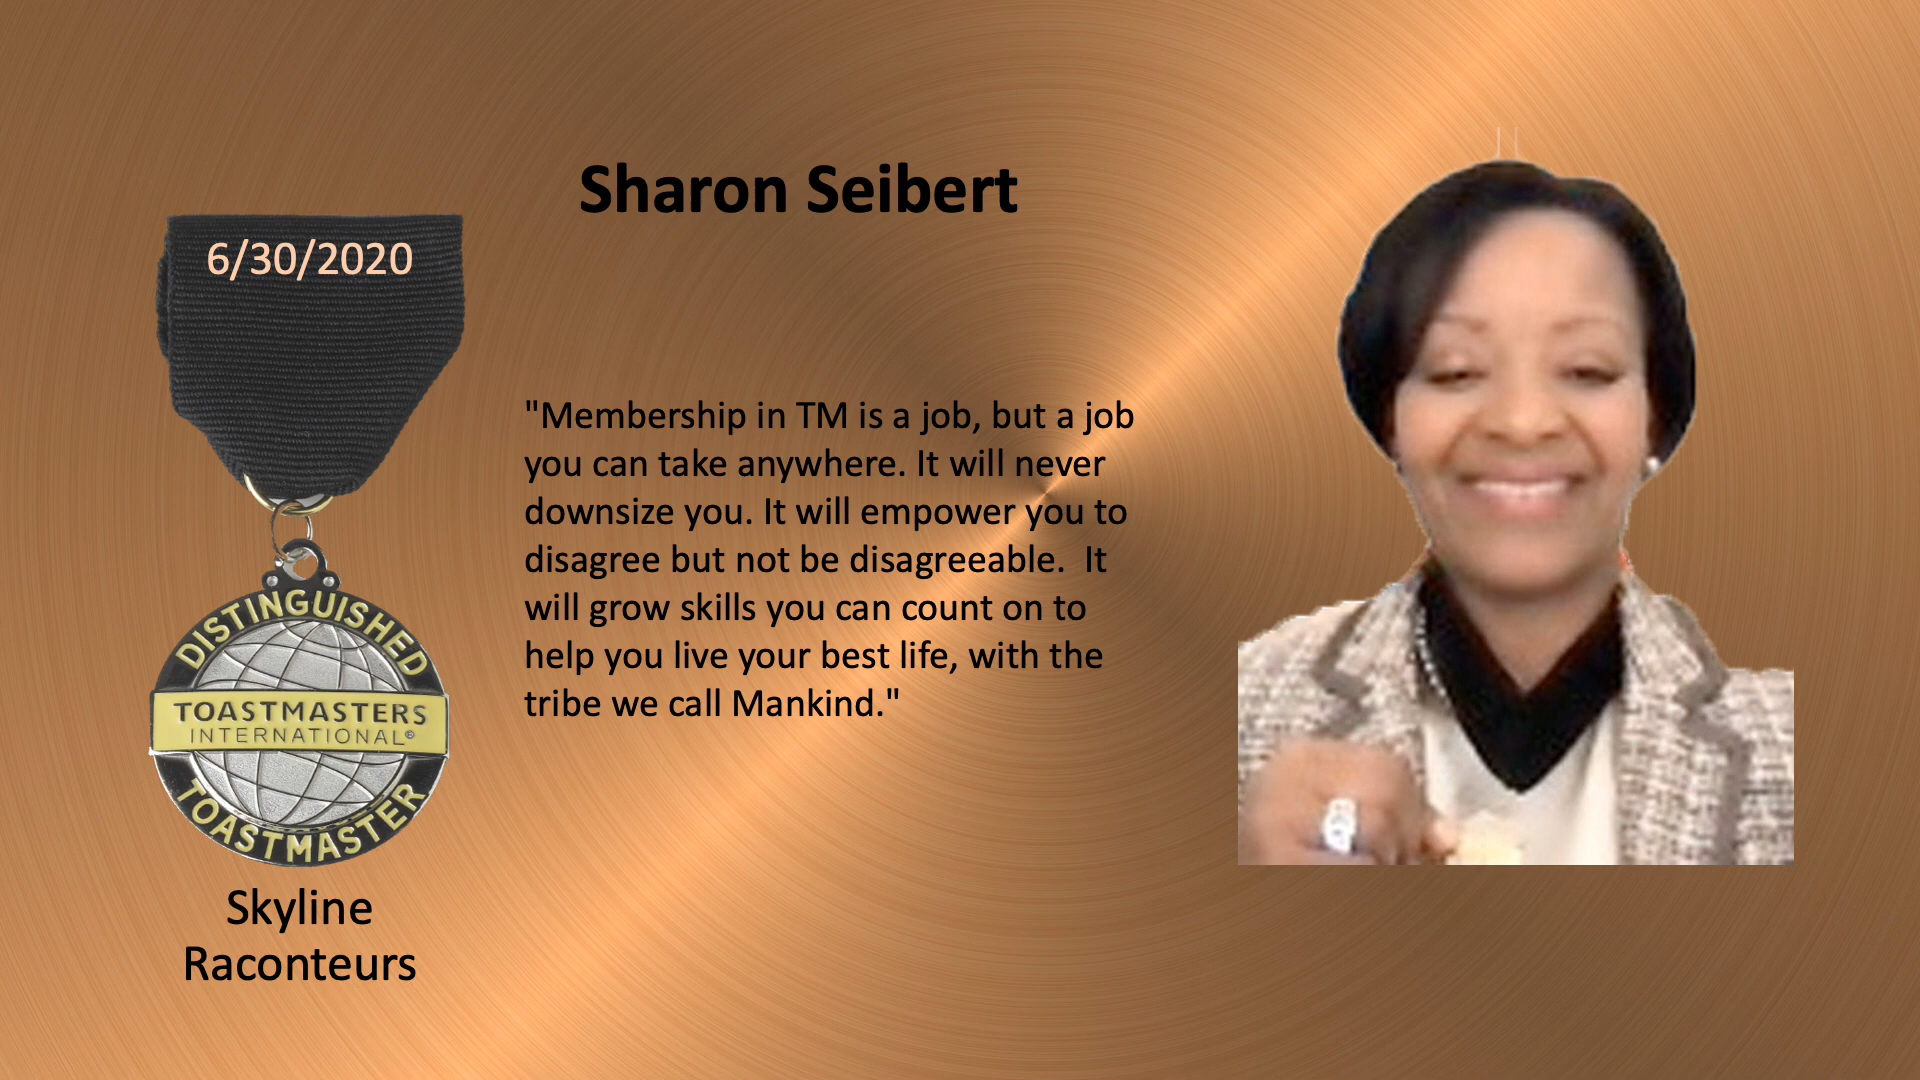 Sharon Seibert
6/30/2020
"Membership in TM is a job, but a job
you can take anywhere. It will never
downsize you. It will empower you to
disagree but not be disagreeable.  It
will grow skills you can count on to
help you live your best life, with the
tribe we call Mankind."
DISTINGUISHED
TOASTMASTERS
INTERNATIONAL®
TOASTMASTER
Skyline
Raconteurs